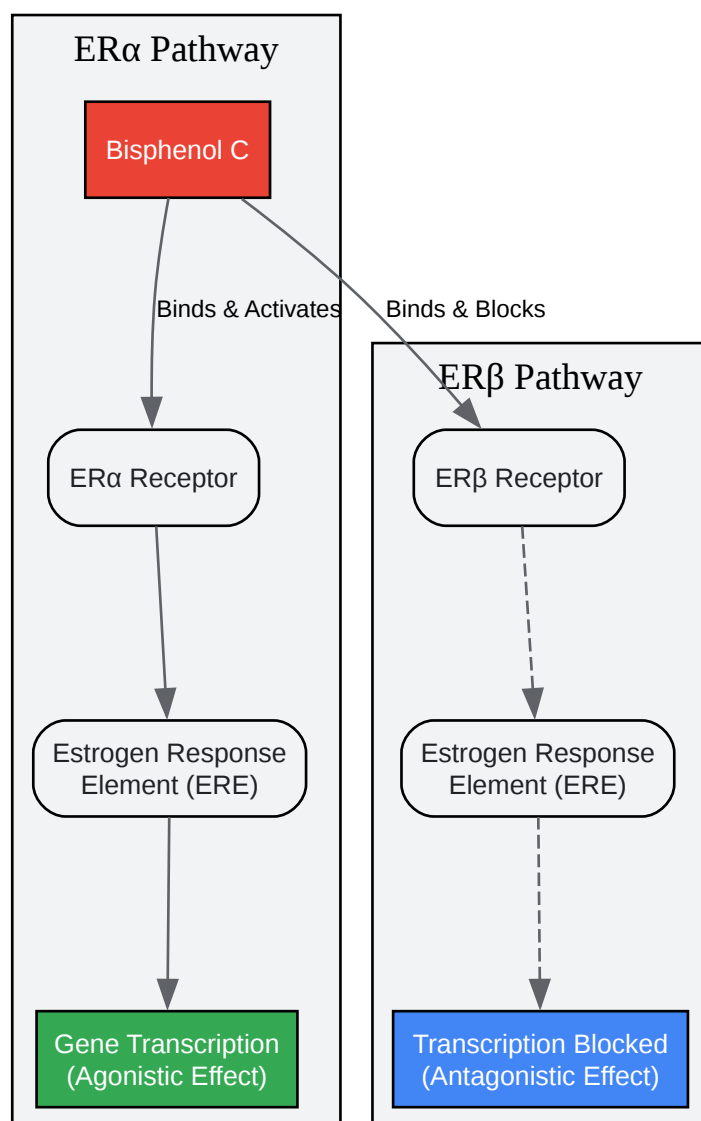 ERα Pathway
Bisphenol C
Binds & Activates
Binds & Blocks
ERβ Pathway
ERα Receptor
ERβ Receptor
Estrogen Response
Element (ERE)
Estrogen Response
Element (ERE)
Gene Transcription
(Agonistic Effect)
Transcription Blocked
(Antagonistic Effect)